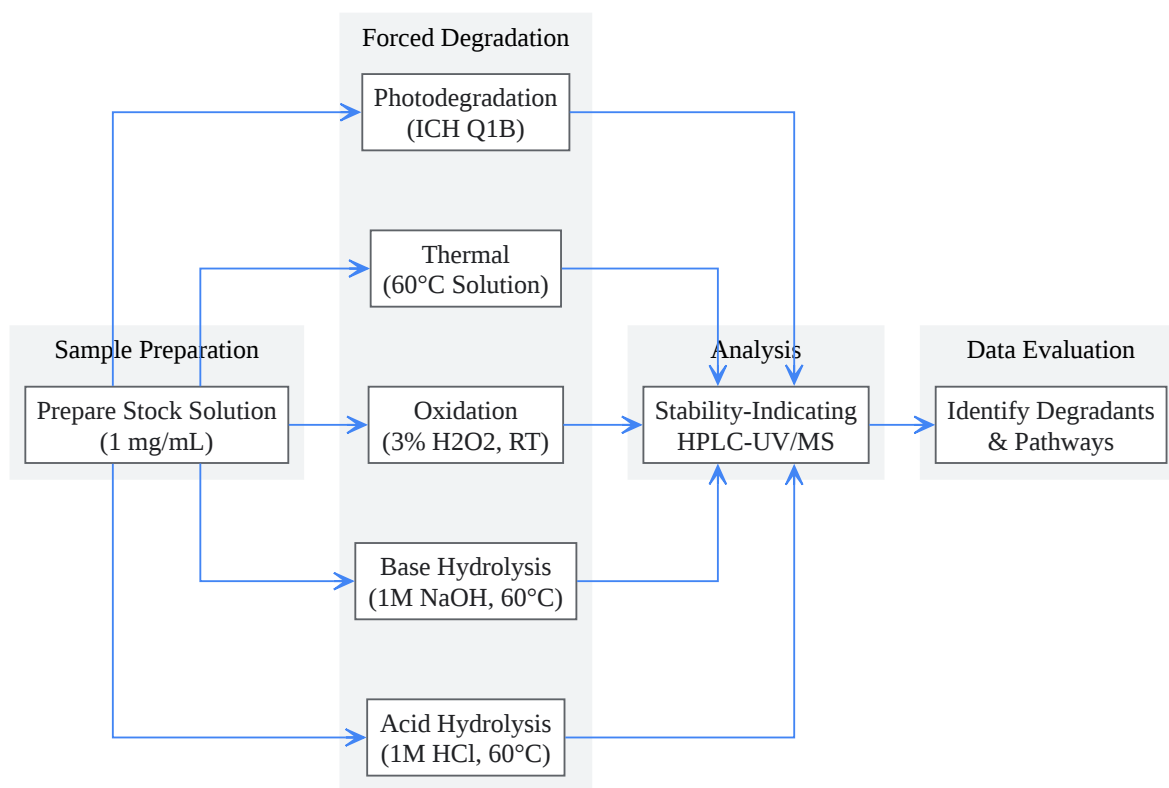 Forced Degradation
Photodegradation
(ICH Q1B)
Thermal
(60°C Solution)
Sample Preparation
Prepare Stock Solution
(1 mg/mL)
Oxidation
(3% H2O2, RT)
Analysis
Stability-Indicating
HPLC-UV/MS
Data Evaluation
Identify Degradants
& Pathways
Base Hydrolysis
(1M NaOH, 60°C)
Acid Hydrolysis
(1M HCl, 60°C)